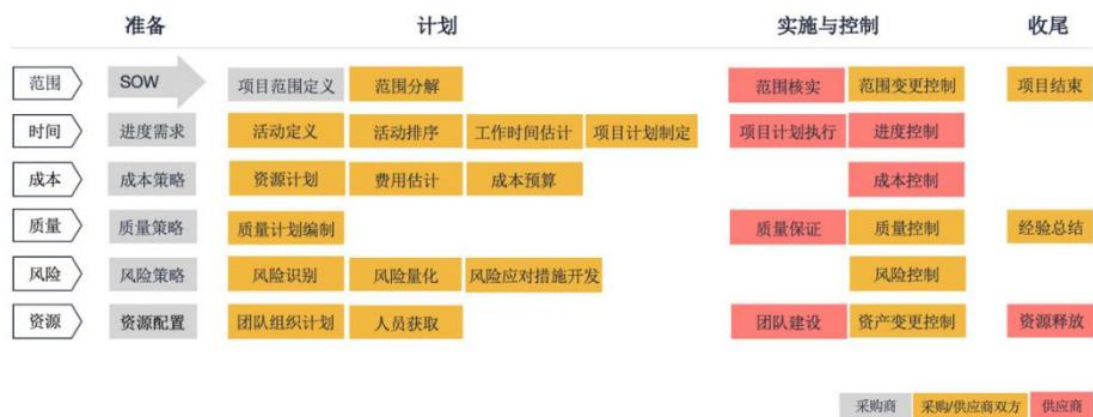 准备 计划 实施与控制 收尾
范围 SOW 项目范围定义 范围分解 范围核实 范围变更控制 项目结束
时间 进度需求 活动定义 活动排序 工作时间估计 项目计划制定 项目计划执行 进度控制
成本 成本策略 资源计划 费用估计 成本预算 成本控制
质量 质量策略 质量计划编制 质量保证 质量控制 经验总结
风险 风险策略 风险识别 风险量化 风险应对措施开发 风险控制
资源 资源配置 团队组织计划 人员获取 团队建设 资产变更控制 资源释放
采购商 采购/供应商双方 供应商